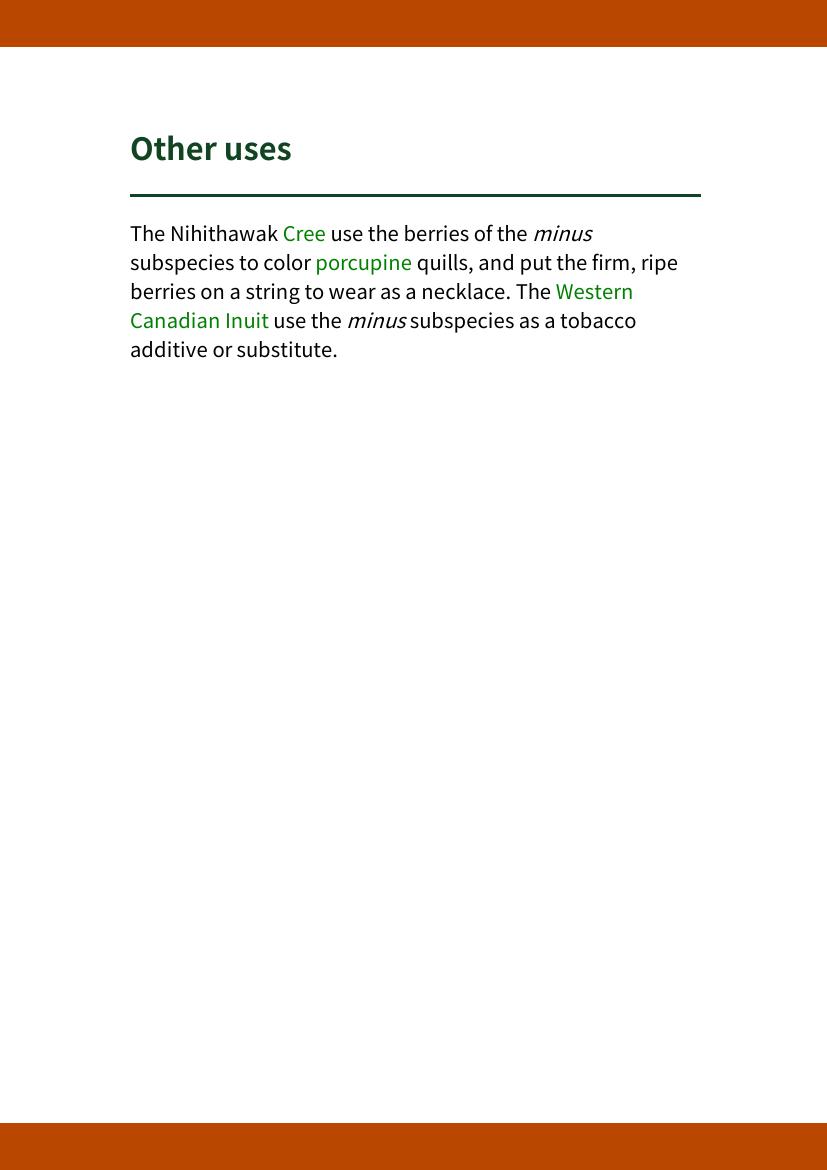 Other uses
The Nihithawak Cree use the berries of the minus
subspecies to color porcupine quills, and put the firm, ripe
berries on a string to wear as a necklace. The Western
Canadian Inuit use the minus subspecies as a tobacco
additive or substitute.